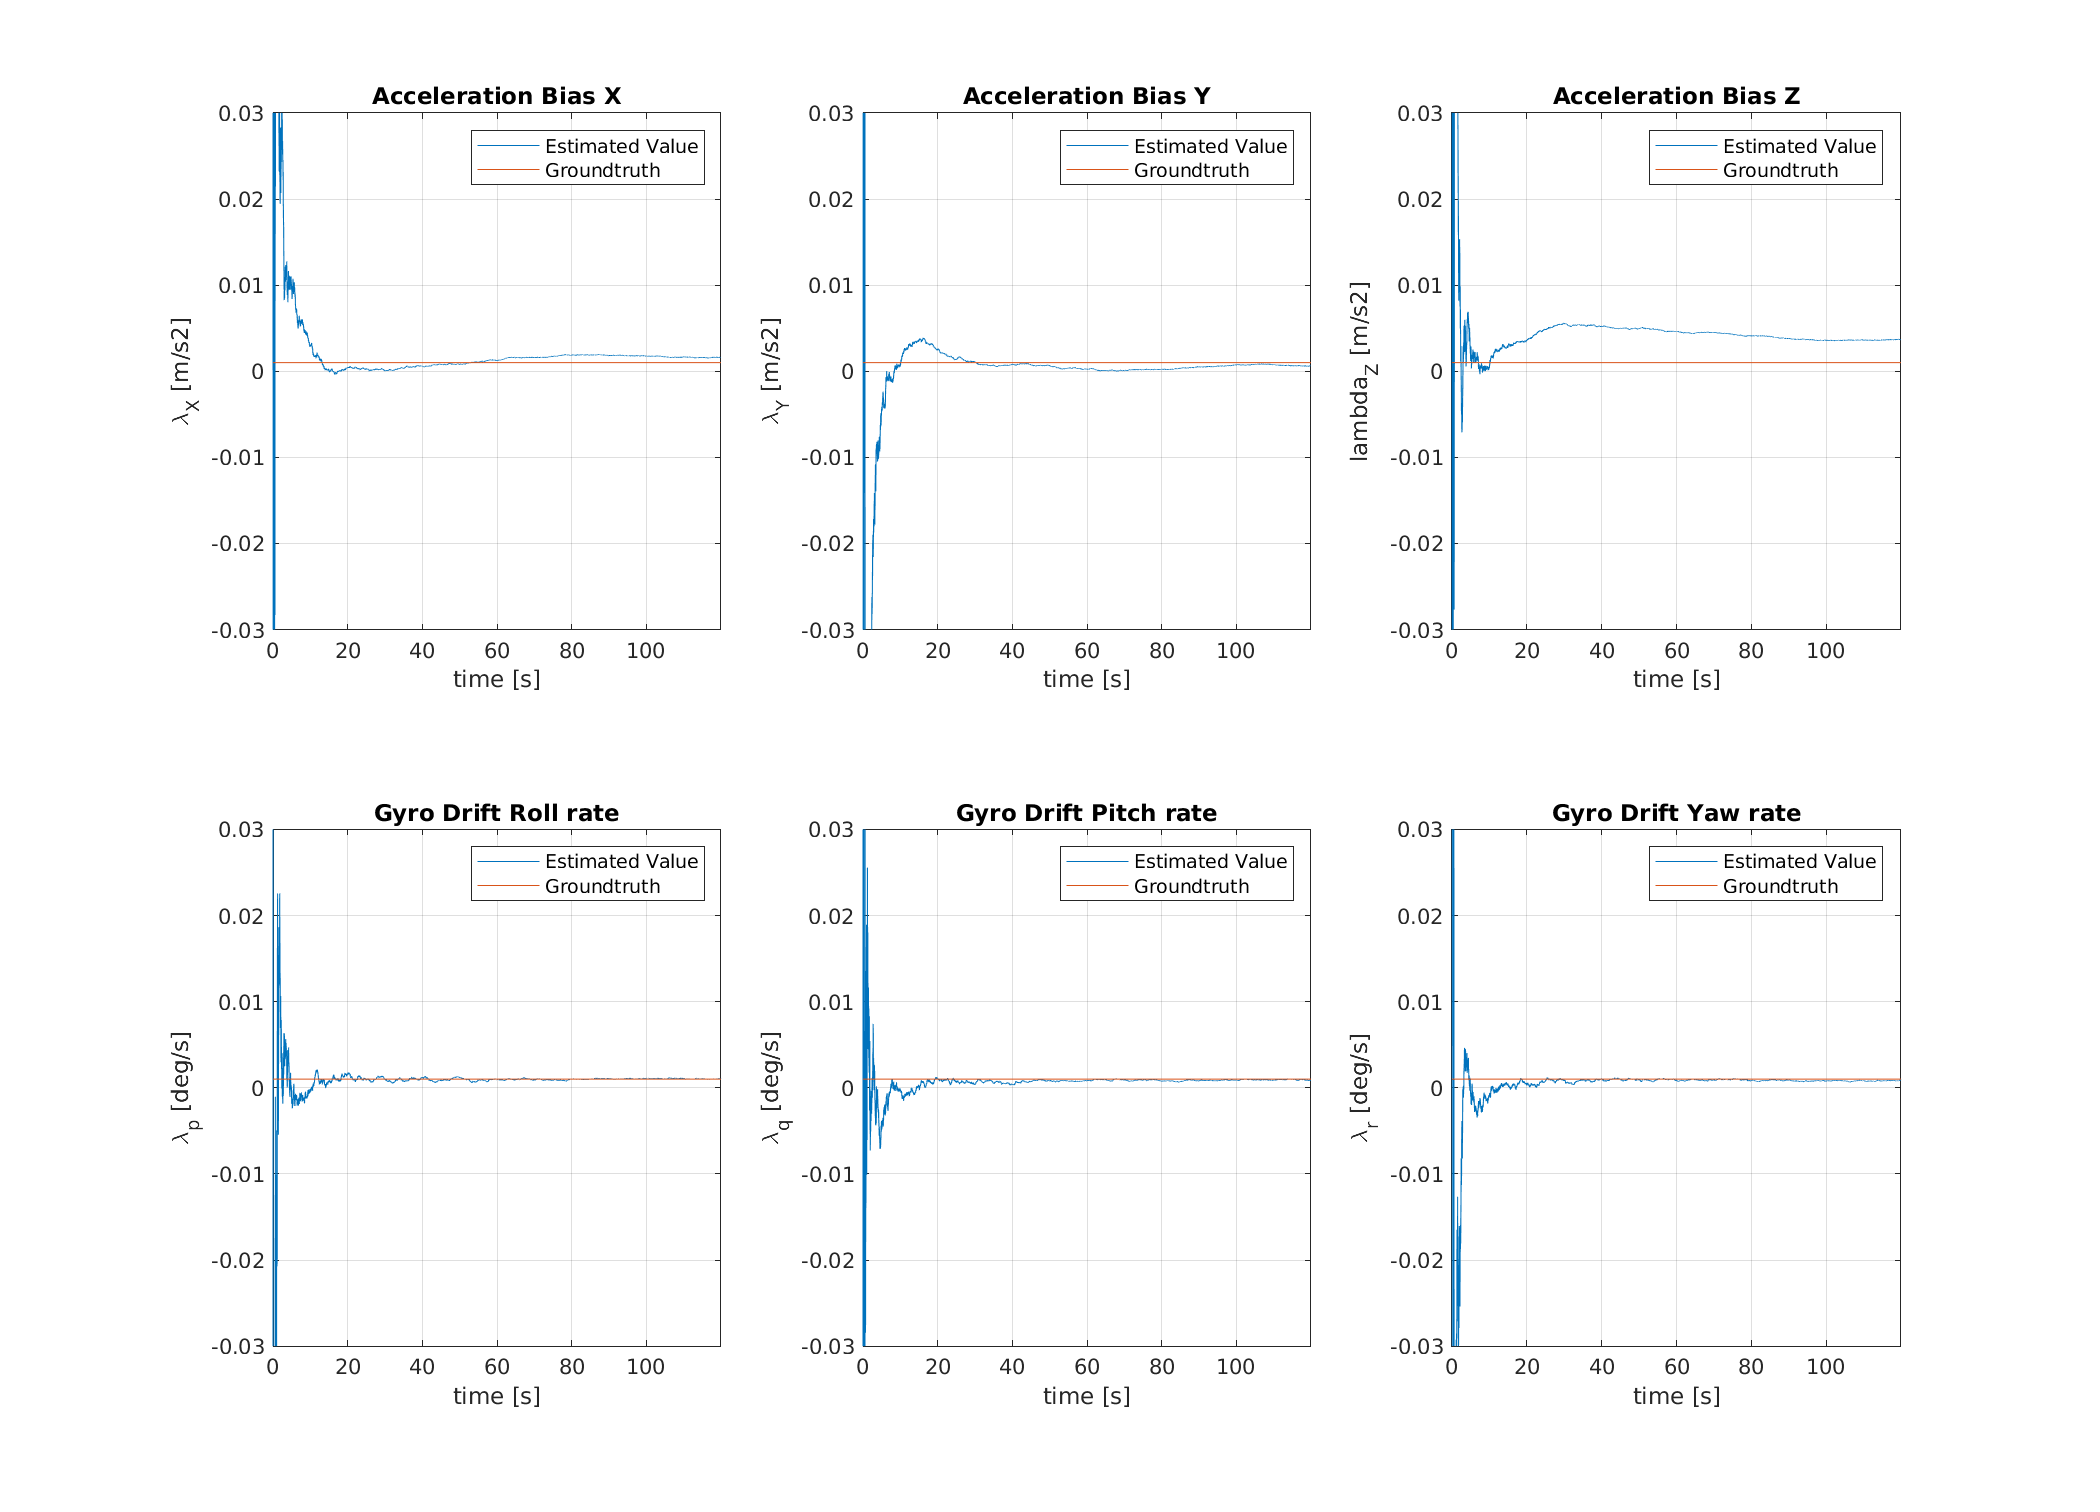 Acceleration Bias X
Acceleration Bias Y
Acceleration Bias Z
0.03
0.02
0.01
0
-0.01
-0.02
-0.03
λX [m/s2]
0 20 40 60 80 100
time [s]
Estimated Value
Groundtruth
0.03
0.02
0.01
0
-0.01
-0.02
-0.03
λY [m/s2]
0 20 40 60 80 100
time [s]
Estimated Value
Groundtruth
0.03
0.02
0.01
0
-0.01
-0.02
-0.03
lambdaZ [m/s2]
0 20 40 60 80 100
time [s]
Estimated Value
Groundtruth
Gyro Drift Roll rate
Gyro Drift Pitch rate
Gyro Drift Yaw rate
0.03
0.02
0.01
0
-0.01
-0.02
-0.03
λp [deg/s]
0 20 40 60 80 100
time [s]
Estimated Value
Groundtruth
0.03
0.02
0.01
0
-0.01
-0.02
-0.03
λq [deg/s]
0 20 40 60 80 100
time [s]
Estimated Value
Groundtruth
0.03
0.02
0.01
0
-0.01
-0.02
-0.03
λr [deg/s]
0 20 40 60 80 100
time [s]
Estimated Value
Groundtruth